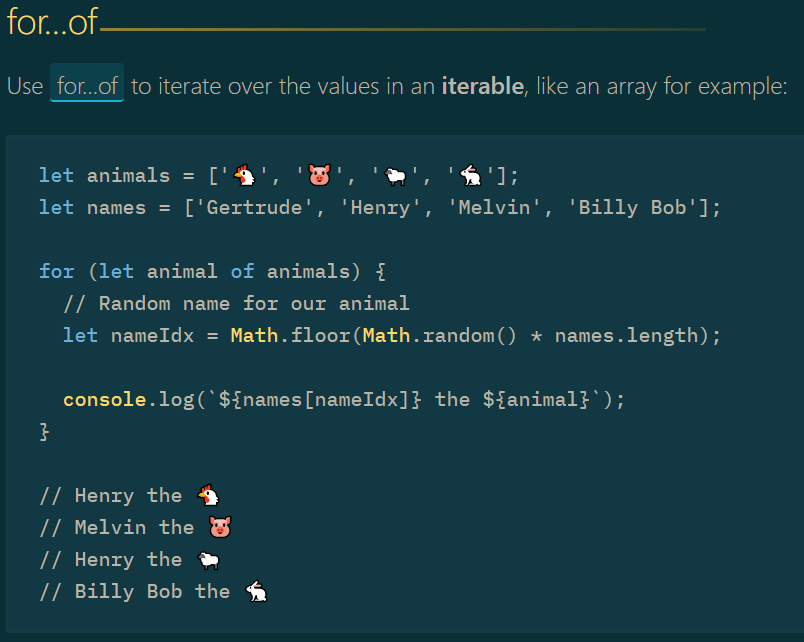 for...of
Use for...of to iterate over the values in an iterable, like an array for example:
let animals = ['🐔', '🐷', '🐑', '🐇'];
let names = ['Gertrude', 'Henry', 'Melvin', 'Billy Bob'];
for (let animal of animals) {
  // Random name for our animal
  let nameIdx = Math.floor(Math.random() * names.length);
  console.log(`${names[nameIdx]} the ${animal}`);
}
// Henry the 🐔
// Melvin the 🐷
// Henry the 🐑
// Billy Bob the 🐇